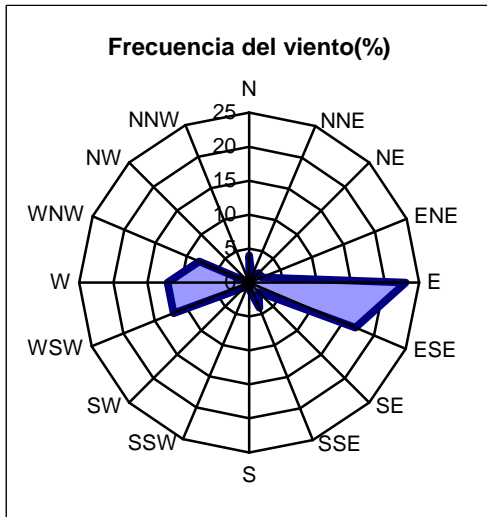 Frecuencia del viento(%)
N
NNW
NNE
NW
NE
WNW
ENE
W
E
WSW
ESE
SW
SE
SSW
SSE
S
25
20
15
10
5
0